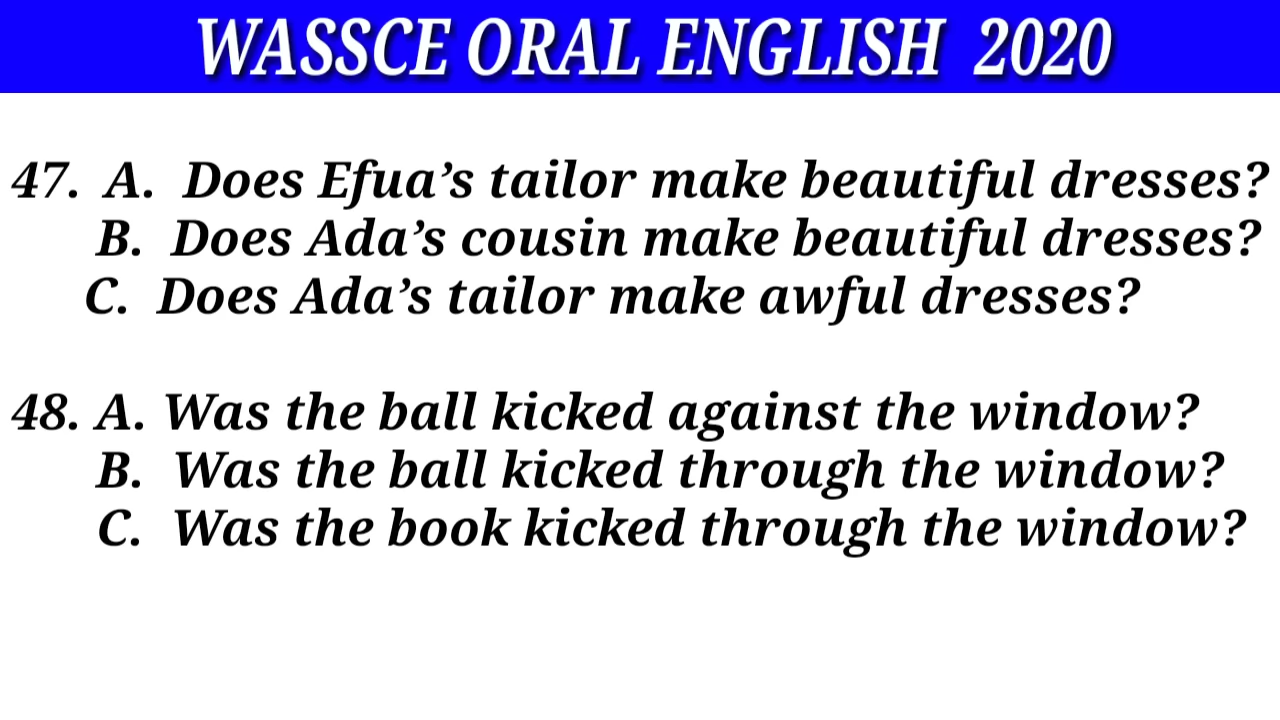 WASSCE ORAL ENGLISH 2020
47. A. Does Efua’s tailor make beautiful dresses?
B. Does Ada’s cousin make beautiful dresses?
C. Does Ada’s tailor make awful dresses?
48. A. Was the ball kicked against the window?
B. Was the ball kicked through the window?
C. Was the book kicked through the window?